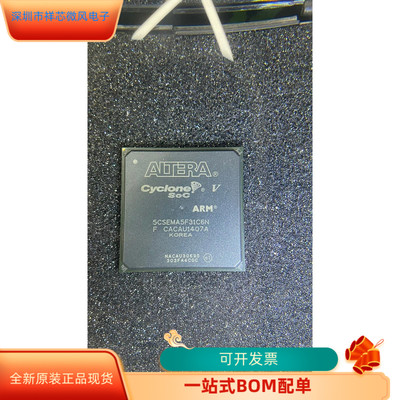 深圳市祥芯微风电子
ALTERA®
Cyclone® V
SoC
ARM®
5CSEMA5F31C6N
F CACAU1407A
KOREA
可开发票
全新原装正品现货
一站式BOM配单